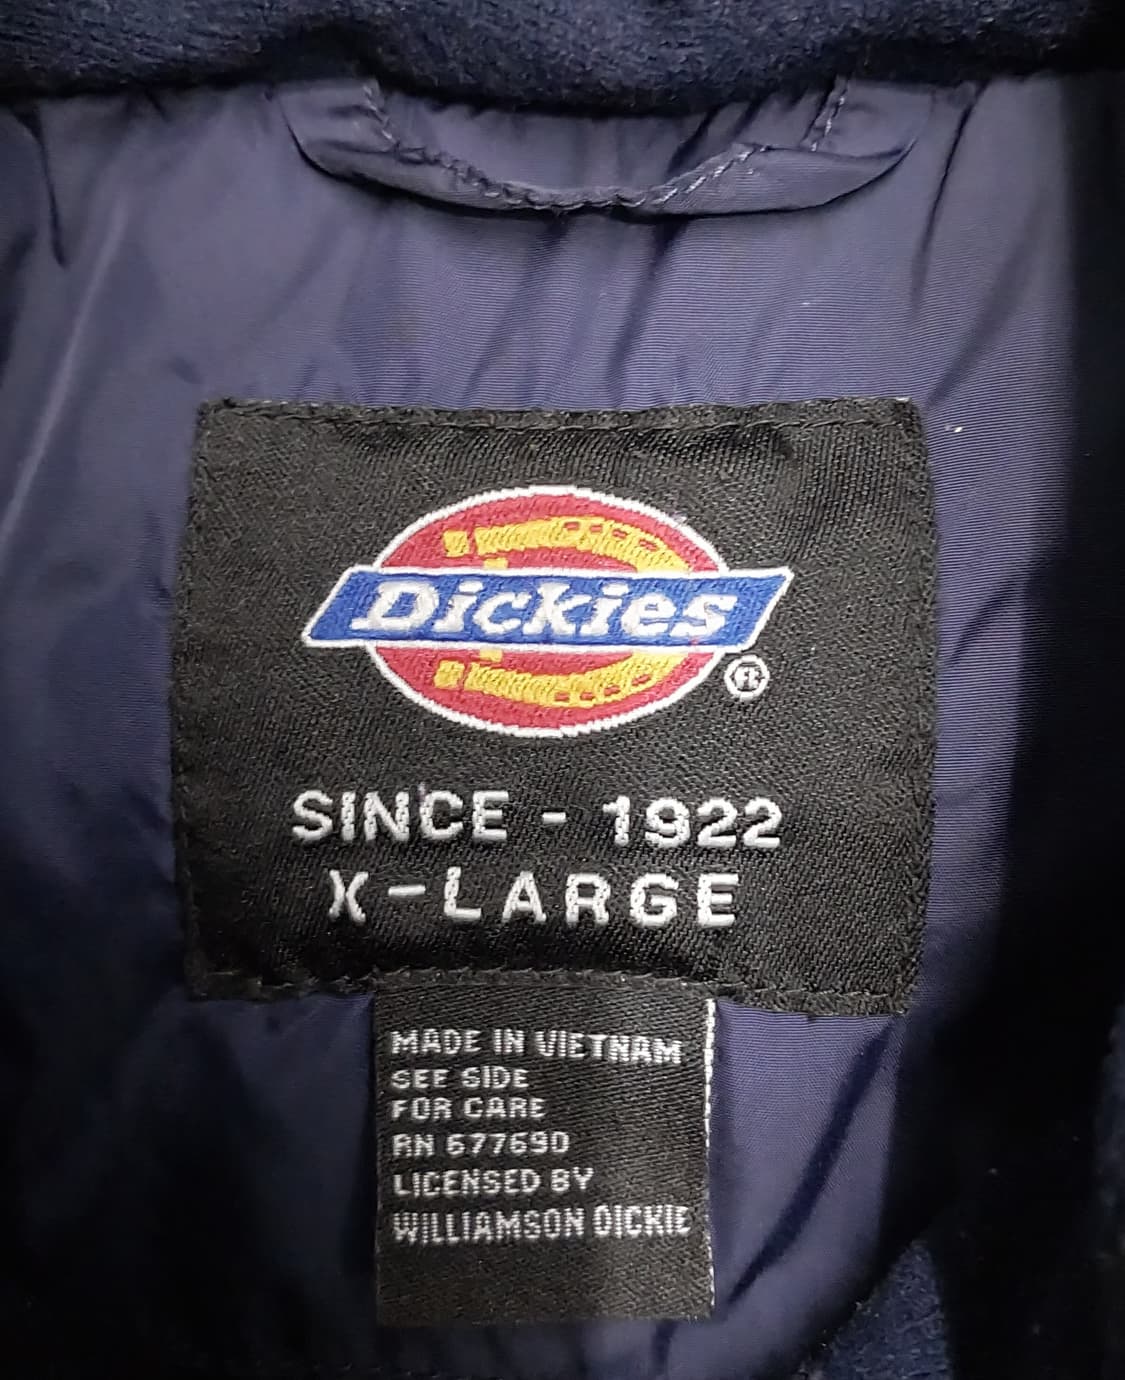 Dickies
®
SINCE - 1922
X-LARGE
MADE IN VIETNAM
SEE SIDE
FOR CARE
RN 677690
LICENSED BY
WILLIAMSON DICKIE